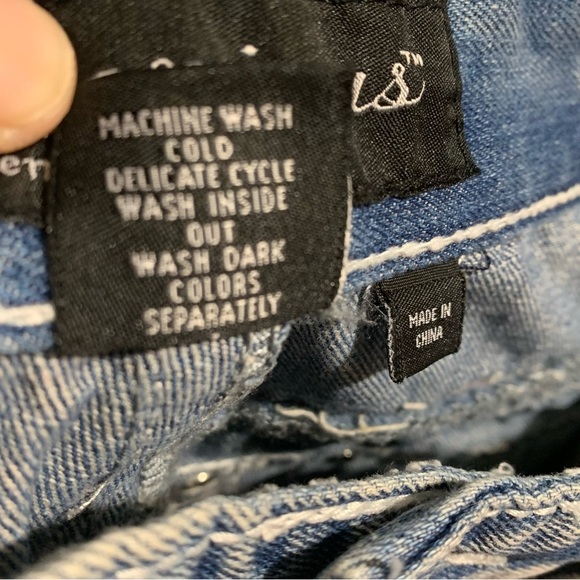 MACHINE WASH
COLD
DELICATE CYCLE
WASH INSIDE
OUT
WASH DARK
COLORS
SEPARATELY
MADE IN
CHINA